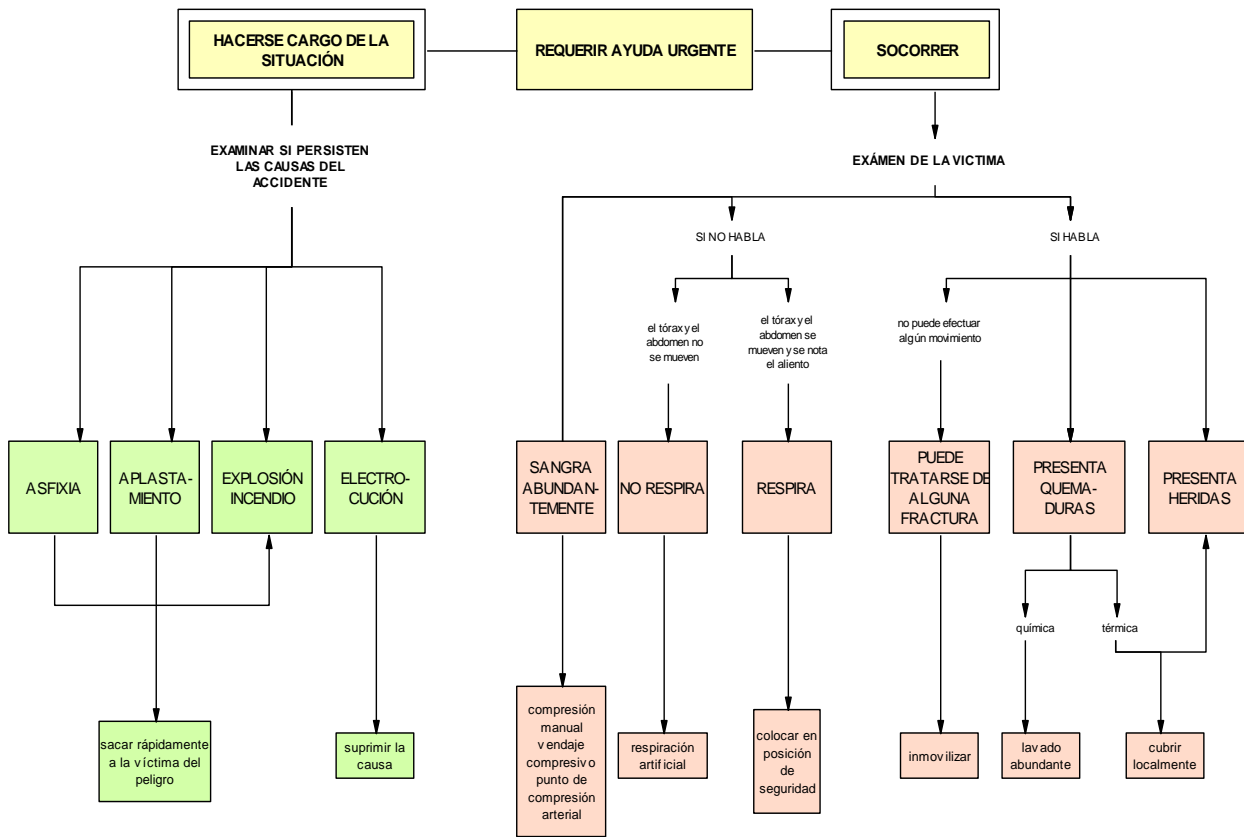 HACERSE CARGO DE LA
SITUACIÓN
REQUERIR AYUDA URGENTE
SOCORRER
EXAMINAR SI PERSISTEN
LAS CAUSAS DEL
ACCIDENTE
EXÁMEN DE LA VICTIMA
SI NO HABLA
SI HABLA
el tórax y el
abdomen no
se mueven
el tórax y el
abdomen se
mueven y se nota
el aliento
no puede efectuar
algún movimiento
ASFIXIA
APLASTA-
MIENTO
EXPLOSIÓN
INCENDIO
ELECTRO-
CUCIÓN
SANGRA
ABUNDAN-
TEMENTE
NO RESPIRA
RESPIRA
PUEDE
TRATARSE DE
ALGUNA
FRACTURA
PRESENTA
QUEMA-
DURAS
PRESENTA
HERIDAS
química
térmica
sacar rápidamente
a la víctima del
peligro
suprimir la
causa
compresión
manual
vendaje
compresivo
punto de
compresión
arterial
respiración
artificial
colocar en
posición
de
seguridad
inmovilizar
lavado
abundante
cubrir
localmente